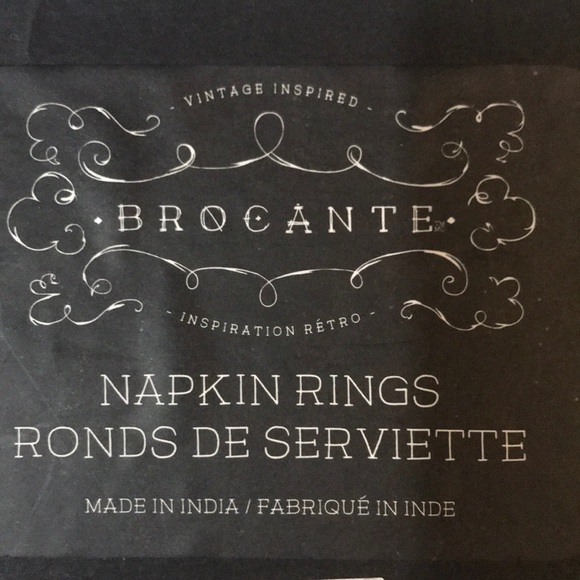 - VINTAGE INSPIRED -
· BROCANTE ·
- INSPIRATION RÉTRO -
NAPKIN RINGS
RONDS DE SERVIETTE
MADE IN INDIA / FABRIQUÉ IN INDE